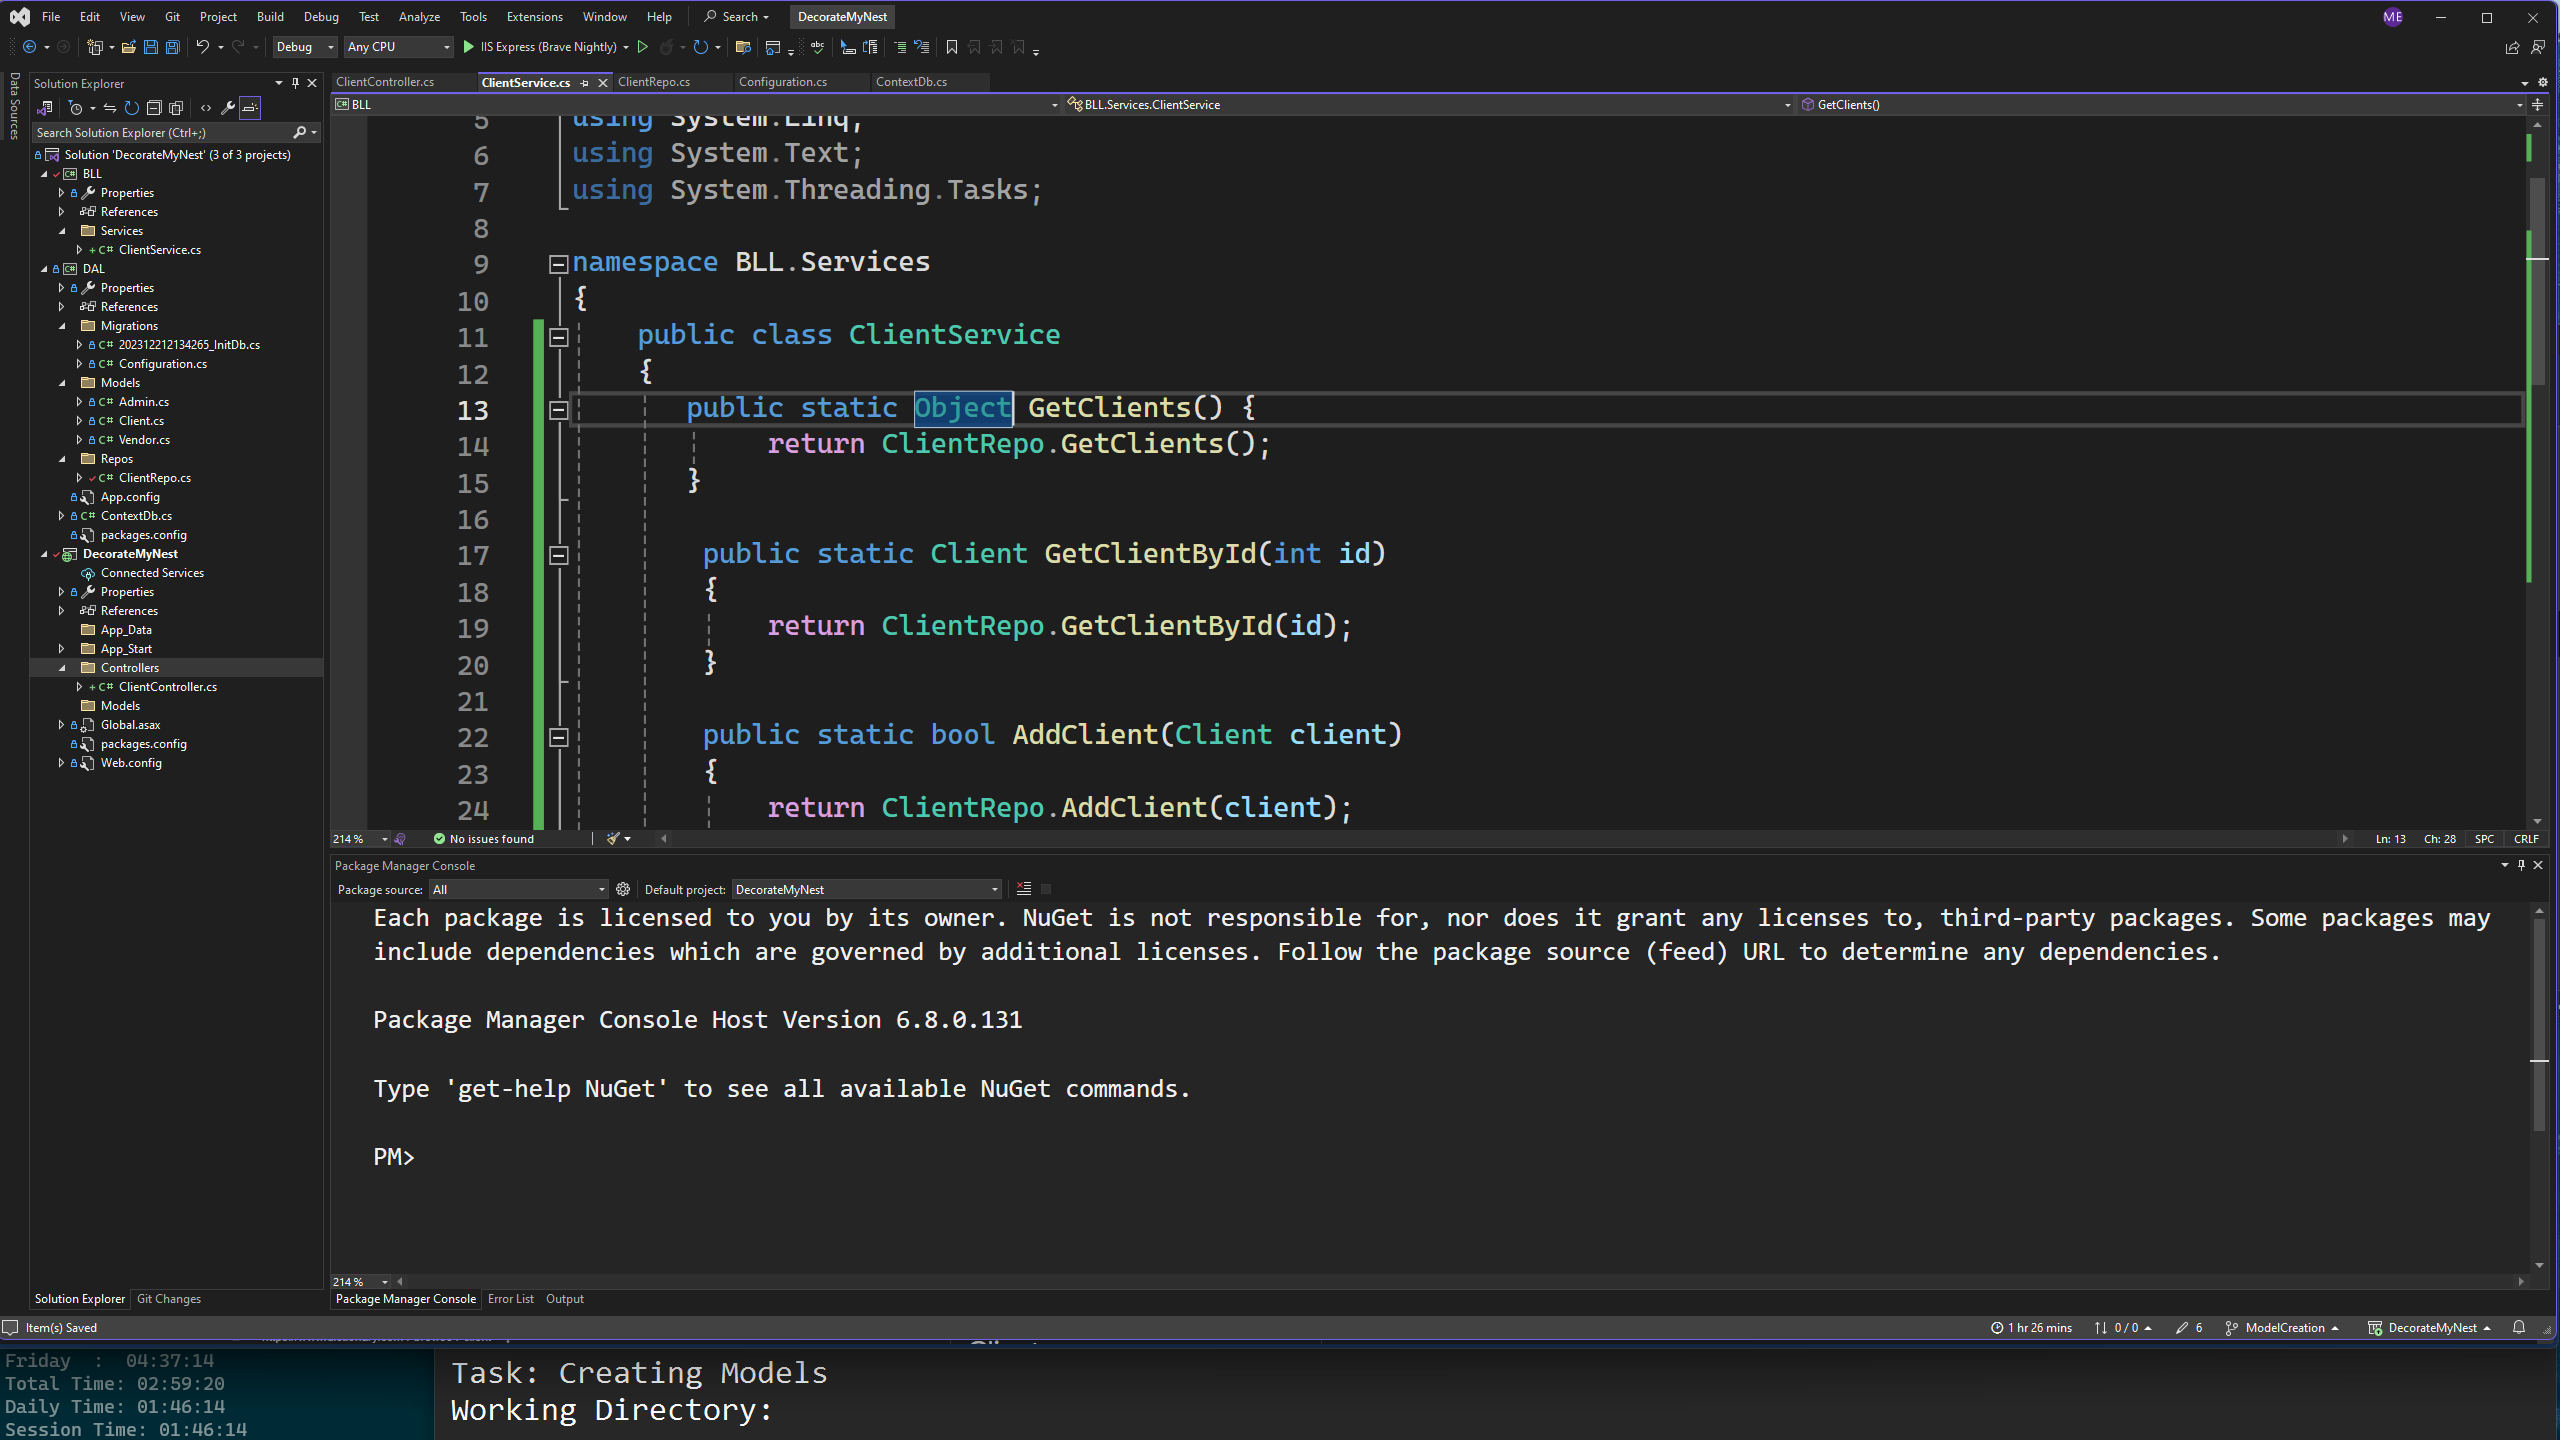 File Edit View Git Project Build Debug Test Analyze Tools Extensions Window Help Search DecorateMyNest ME
Debug Any CPU IIS Express (Brave Nightly)
Data Sources
Solution Explorer
Search Solution Explorer (Ctrl+;)
Solution 'DecorateMyNest' (3 of 3 projects)
BLL
Properties
References
Services
ClientService.cs
DAL
Properties
References
Migrations
202312212134265_InitDb.cs
Configuration.cs
Models
Admin.cs
Client.cs
Vendor.cs
Repos
ClientRepo.cs
App.config
ContextDb.cs
packages.config
DecorateMyNest
Connected Services
Properties
References
App_Data
App_Start
Controllers
ClientController.cs
Models
Global.asax
packages.config
Web.config
Solution Explorer Git Changes
ClientController.cs ClientService.cs ClientRepo.cs Configuration.cs ContextDb.cs
BLL BLL.Services.ClientService GetClients()
5 using System.Linq;
6 using System.Text;
7 using System.Threading.Tasks;
8
9 namespace BLL.Services
10 {
11 public class ClientService
12 {
13 public static Object GetClients() {
14 return ClientRepo.GetClients();
15 }
16
17 public static Client GetClientById(int id)
18 {
19 return ClientRepo.GetClientById(id);
20 }
21
22 public static bool AddClient(Client client)
23 {
24 return ClientRepo.AddClient(client);
214 % No issues found Ln: 13 Ch: 28 SPC CRLF
Package Manager Console
Package source: All Default project: DecorateMyNest
Each package is licensed to you by its owner. NuGet is not responsible for, nor does it grant any licenses to, third-party packages. Some packages may
include dependencies which are governed by additional licenses. Follow the package source (feed) URL to determine any dependencies.
Package Manager Console Host Version 6.8.0.131
Type 'get-help NuGet' to see all available NuGet commands.
PM>
214 %
Package Manager Console Error List Output
Item(s) Saved 1 hr 26 mins 0 / 0 6 ModelCreation DecorateMyNest
Friday : 04:37:14
Total Time: 02:59:20
Daily Time: 01:46:14
Session Time: 01:46:14
Task: Creating Models
Working Directory: